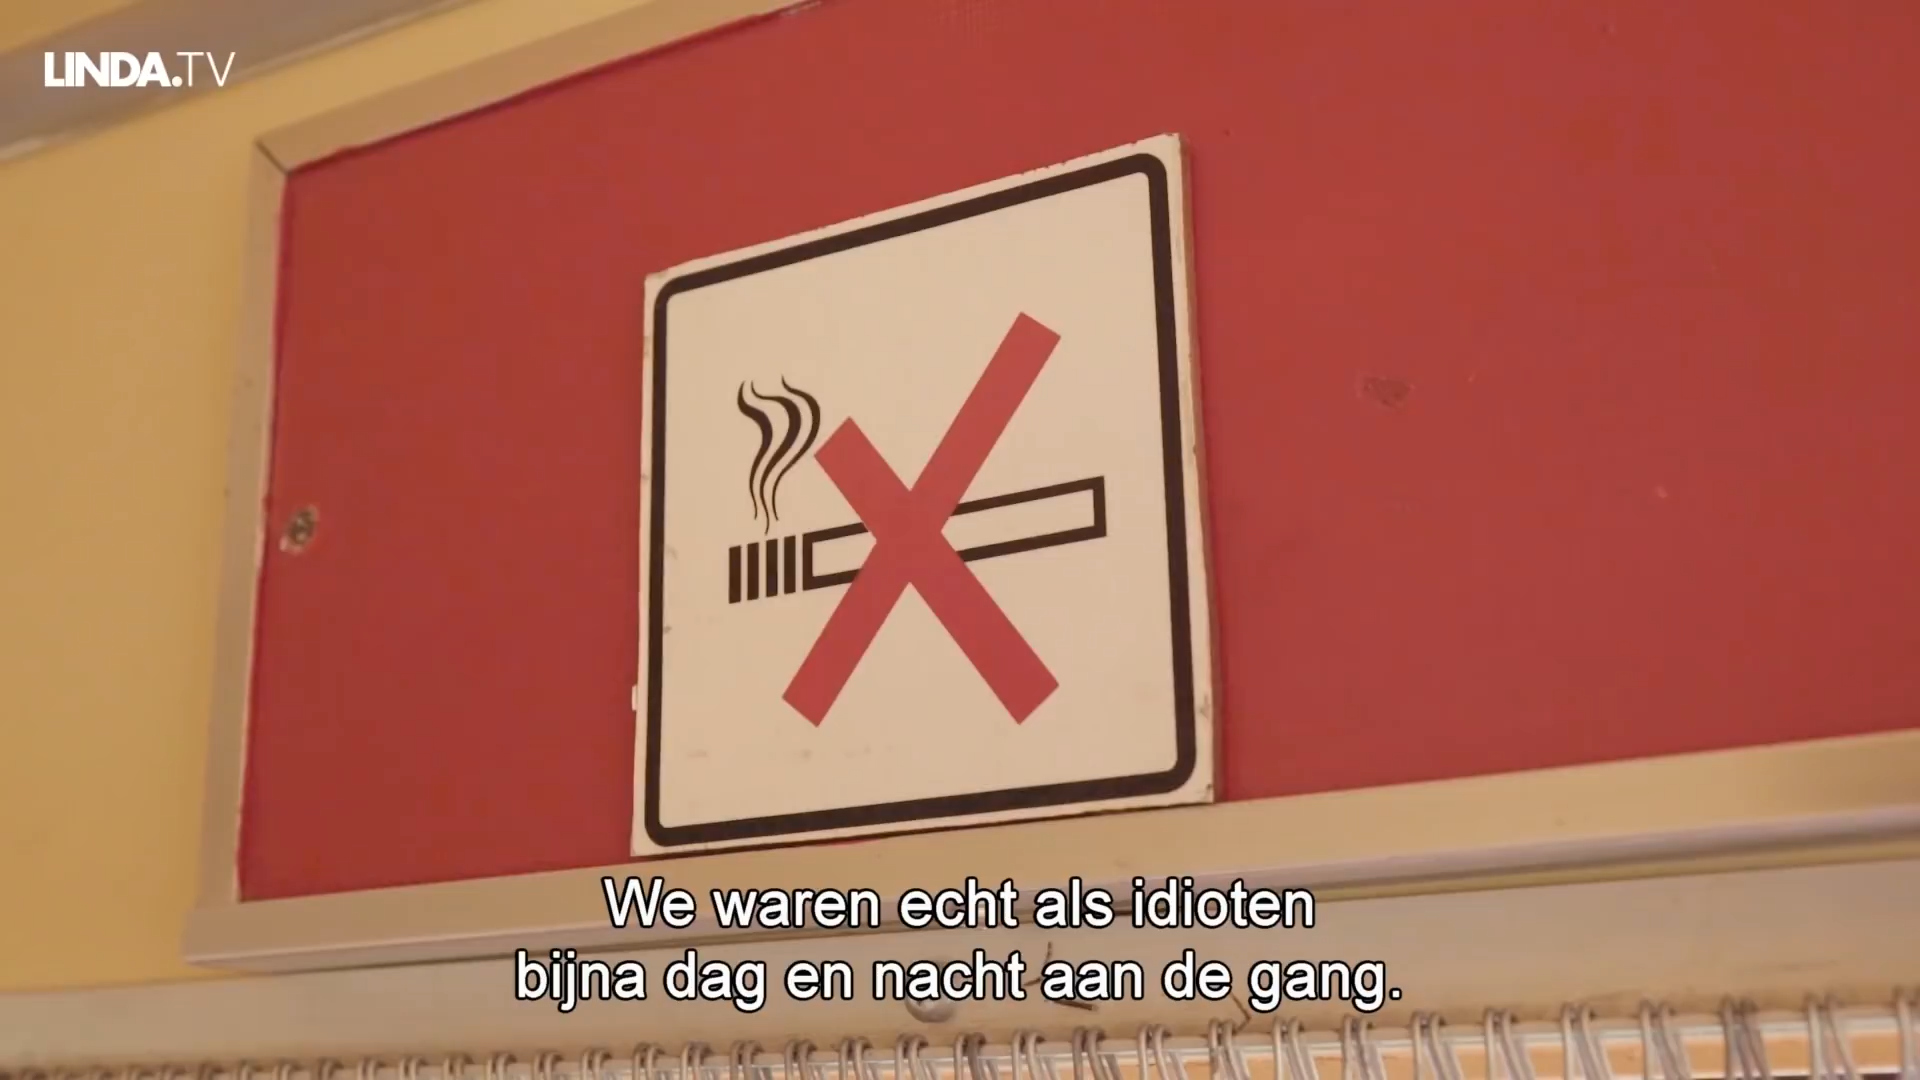 LINDA.TV
We waren echt als idioten
bijna dag en nacht aan de gang.